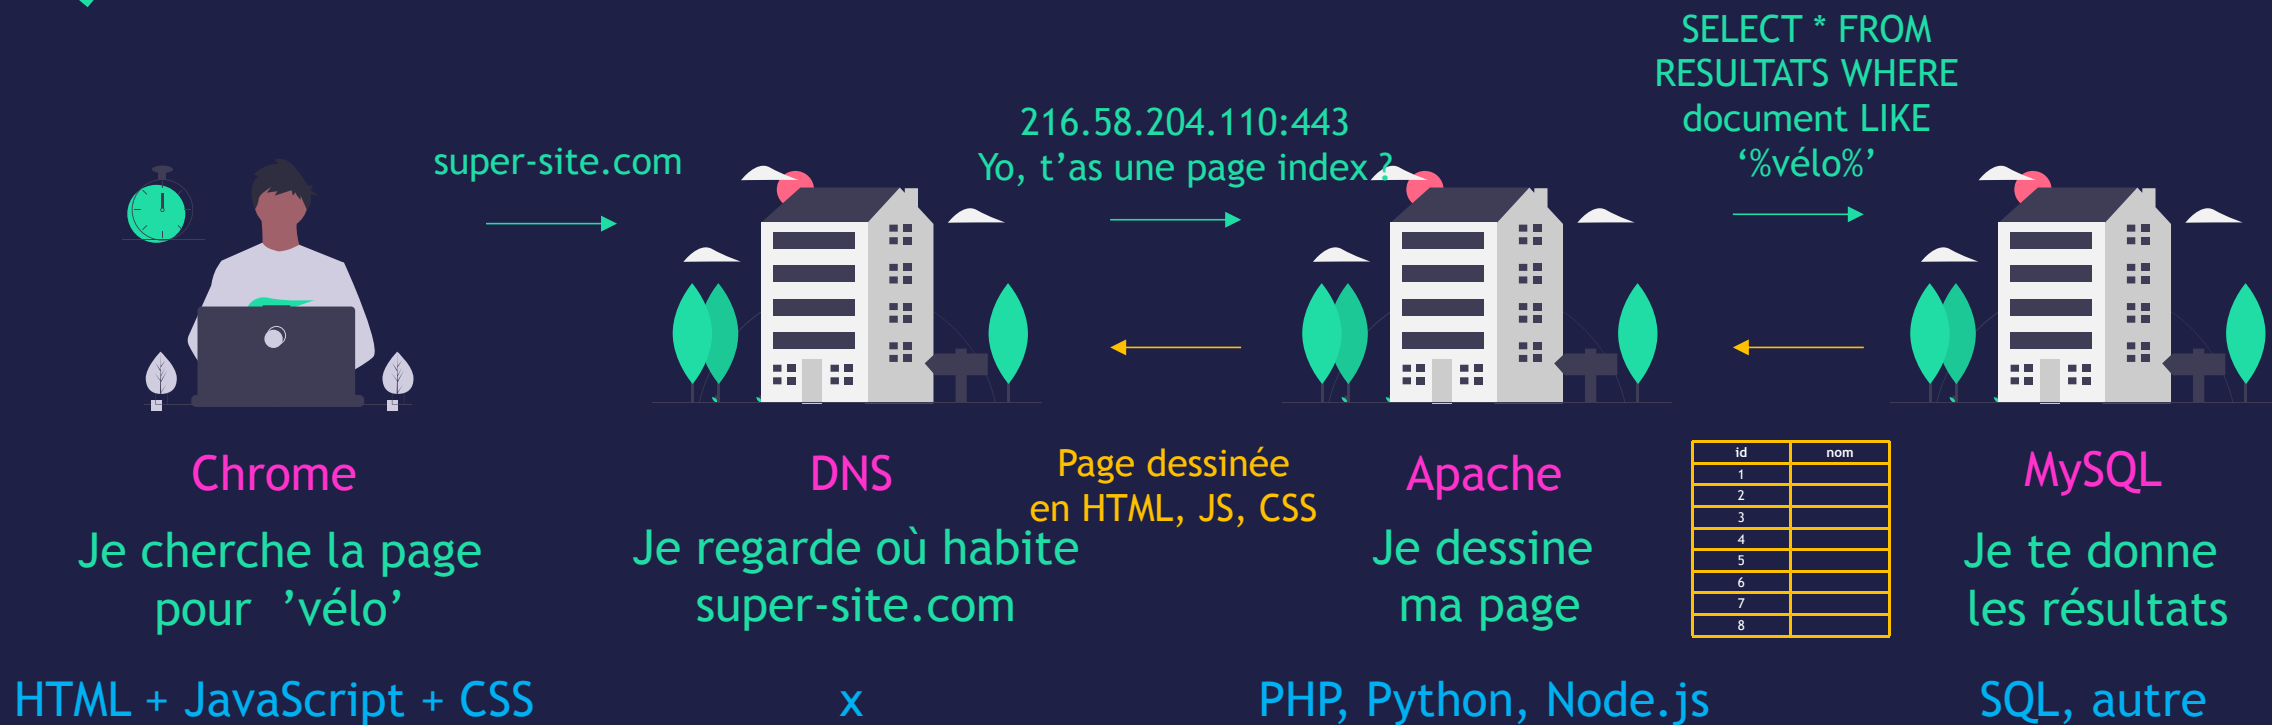 SELECT * FROM
RESULTATS WHERE
document LIKE
‘%vélo%’
216.58.204.110:443
Yo, t’as une page index ?
super-site.com
Chrome
DNS
Page dessinée
en HTML, JS, CSS
Apache
id nom
1
2
3
4
5
6
7
8
MySQL
Je cherche la page
pour ’vélo’
Je regarde où habite
super-site.com
Je dessine
ma page
Je te donne
les résultats
HTML + JavaScript + CSS
x
PHP, Python, Node.js
SQL, autre